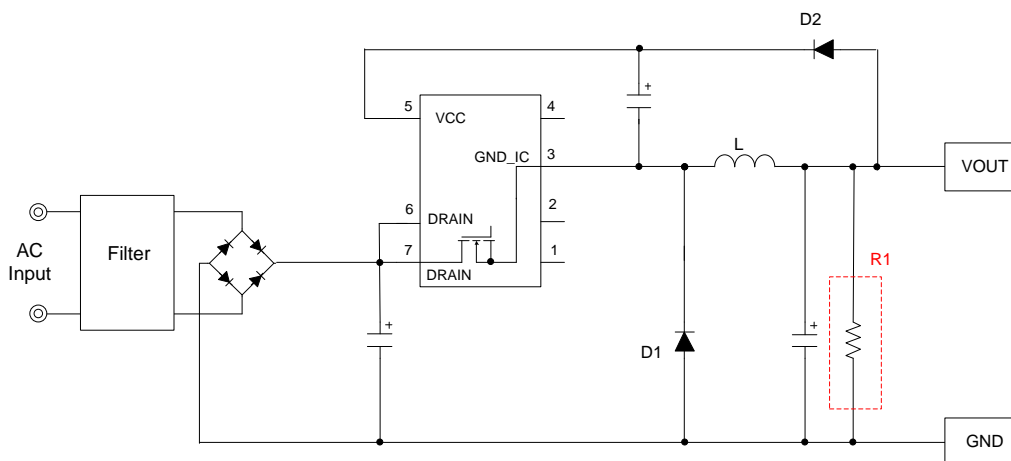 D2
5
4
VCC
+
GND_IC
3
L
VOUT
6
DRAIN
2
AC
Input
Filter
7
DRAIN
1
R1
+
D1
+
GND